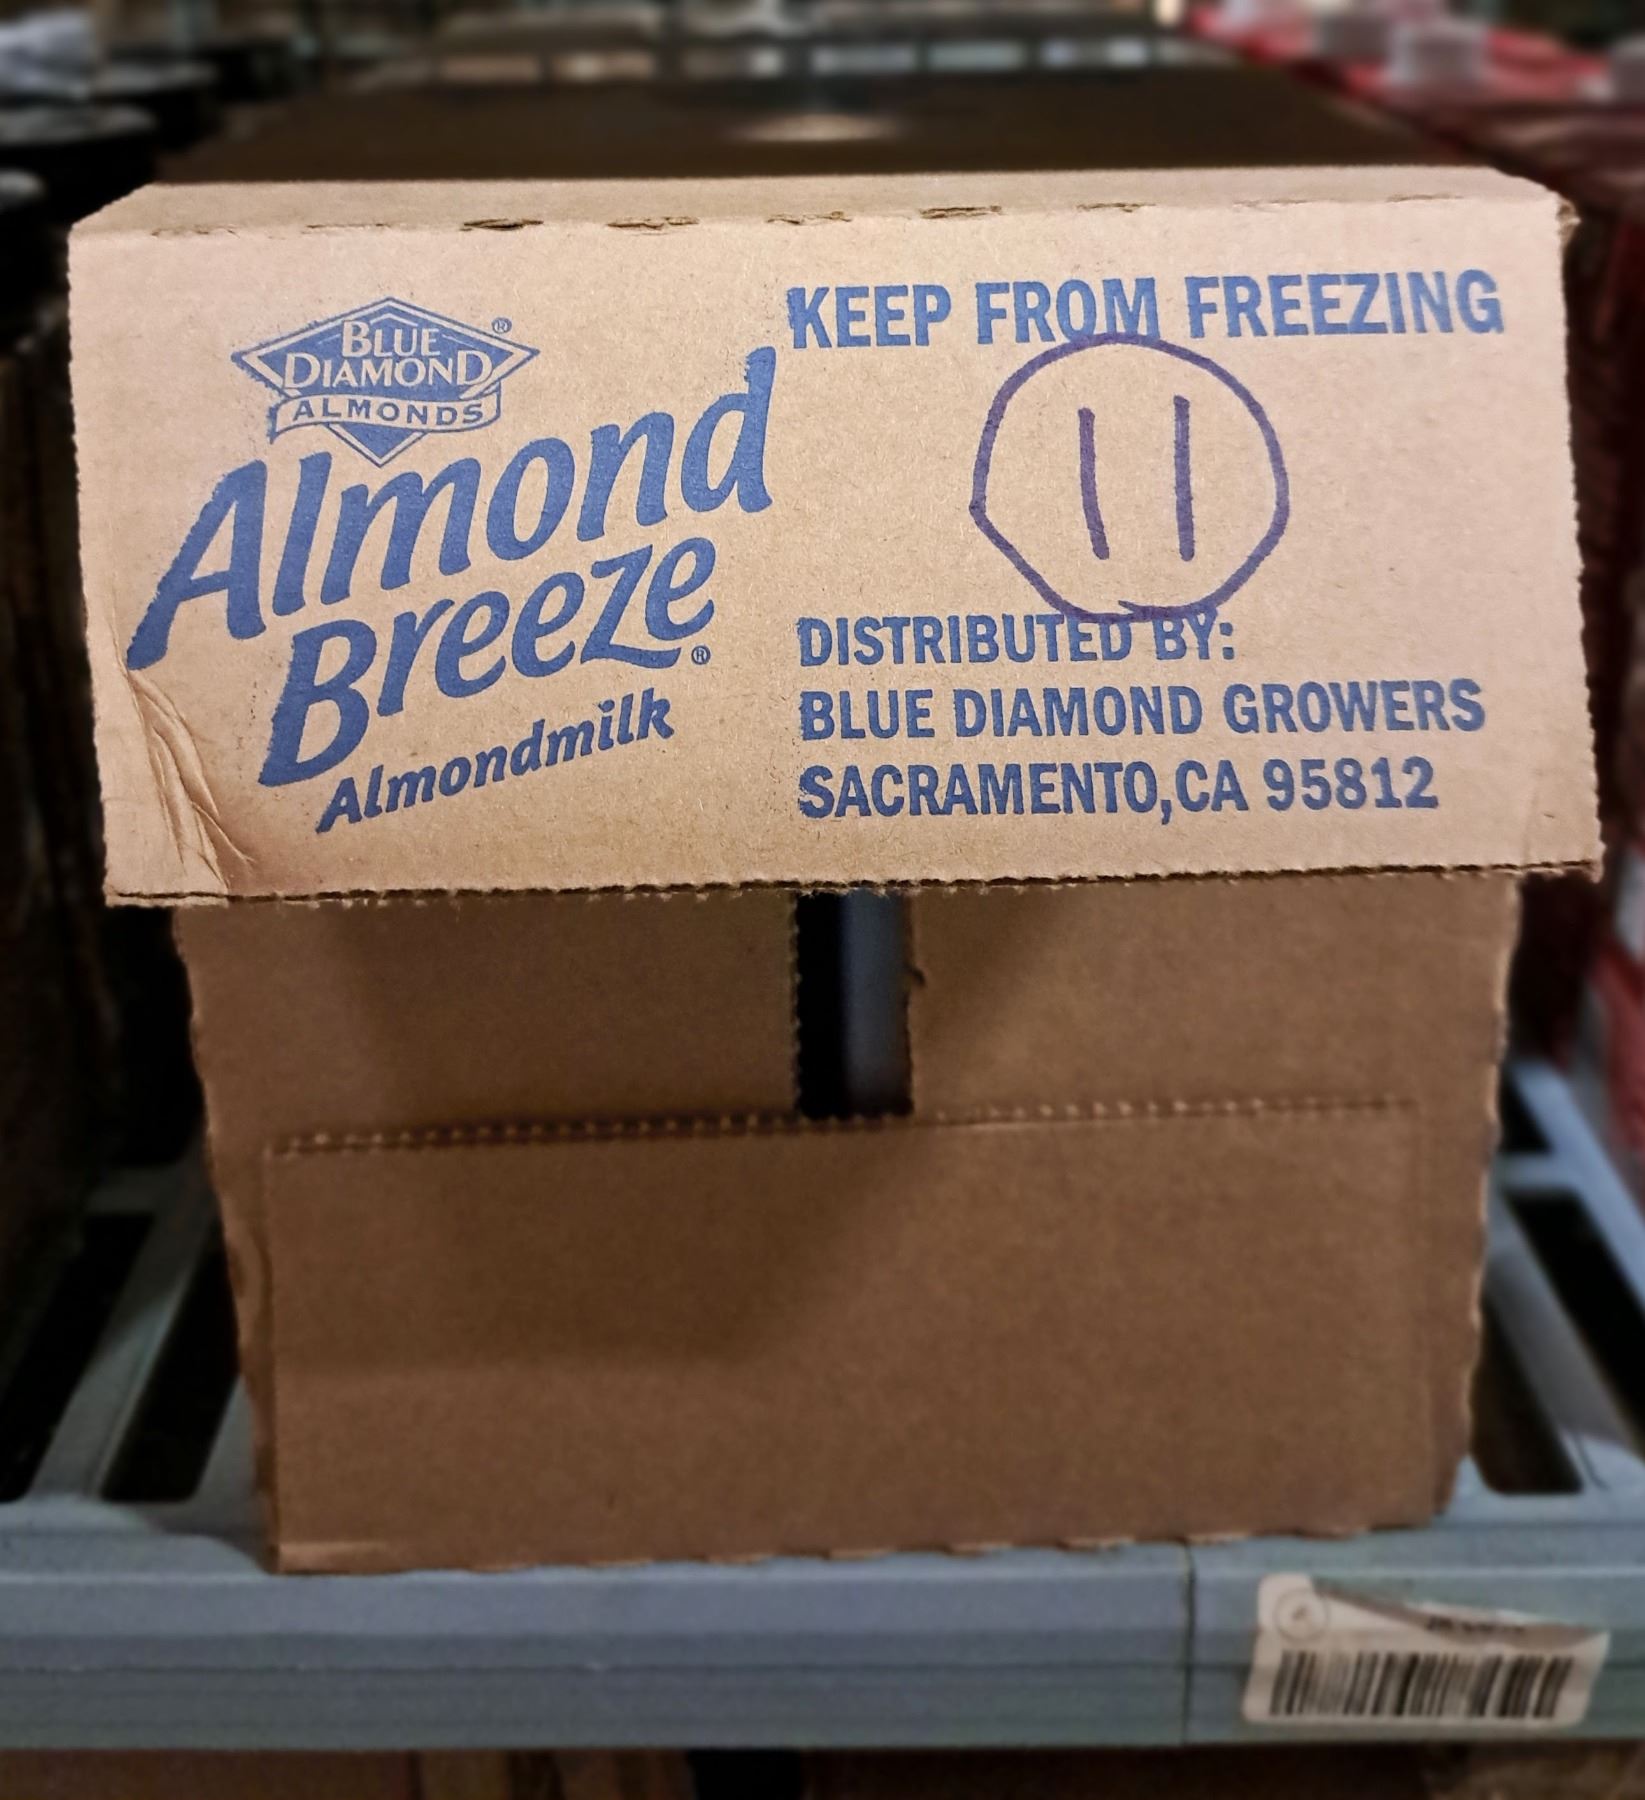 BLUE
DIAMOND
ALMONDS
®
Almond
Breeze®
Almondmilk
KEEP FROM FREEZING
11
DISTRIBUTED BY:
BLUE DIAMOND GROWERS
SACRAMENTO, CA 95812